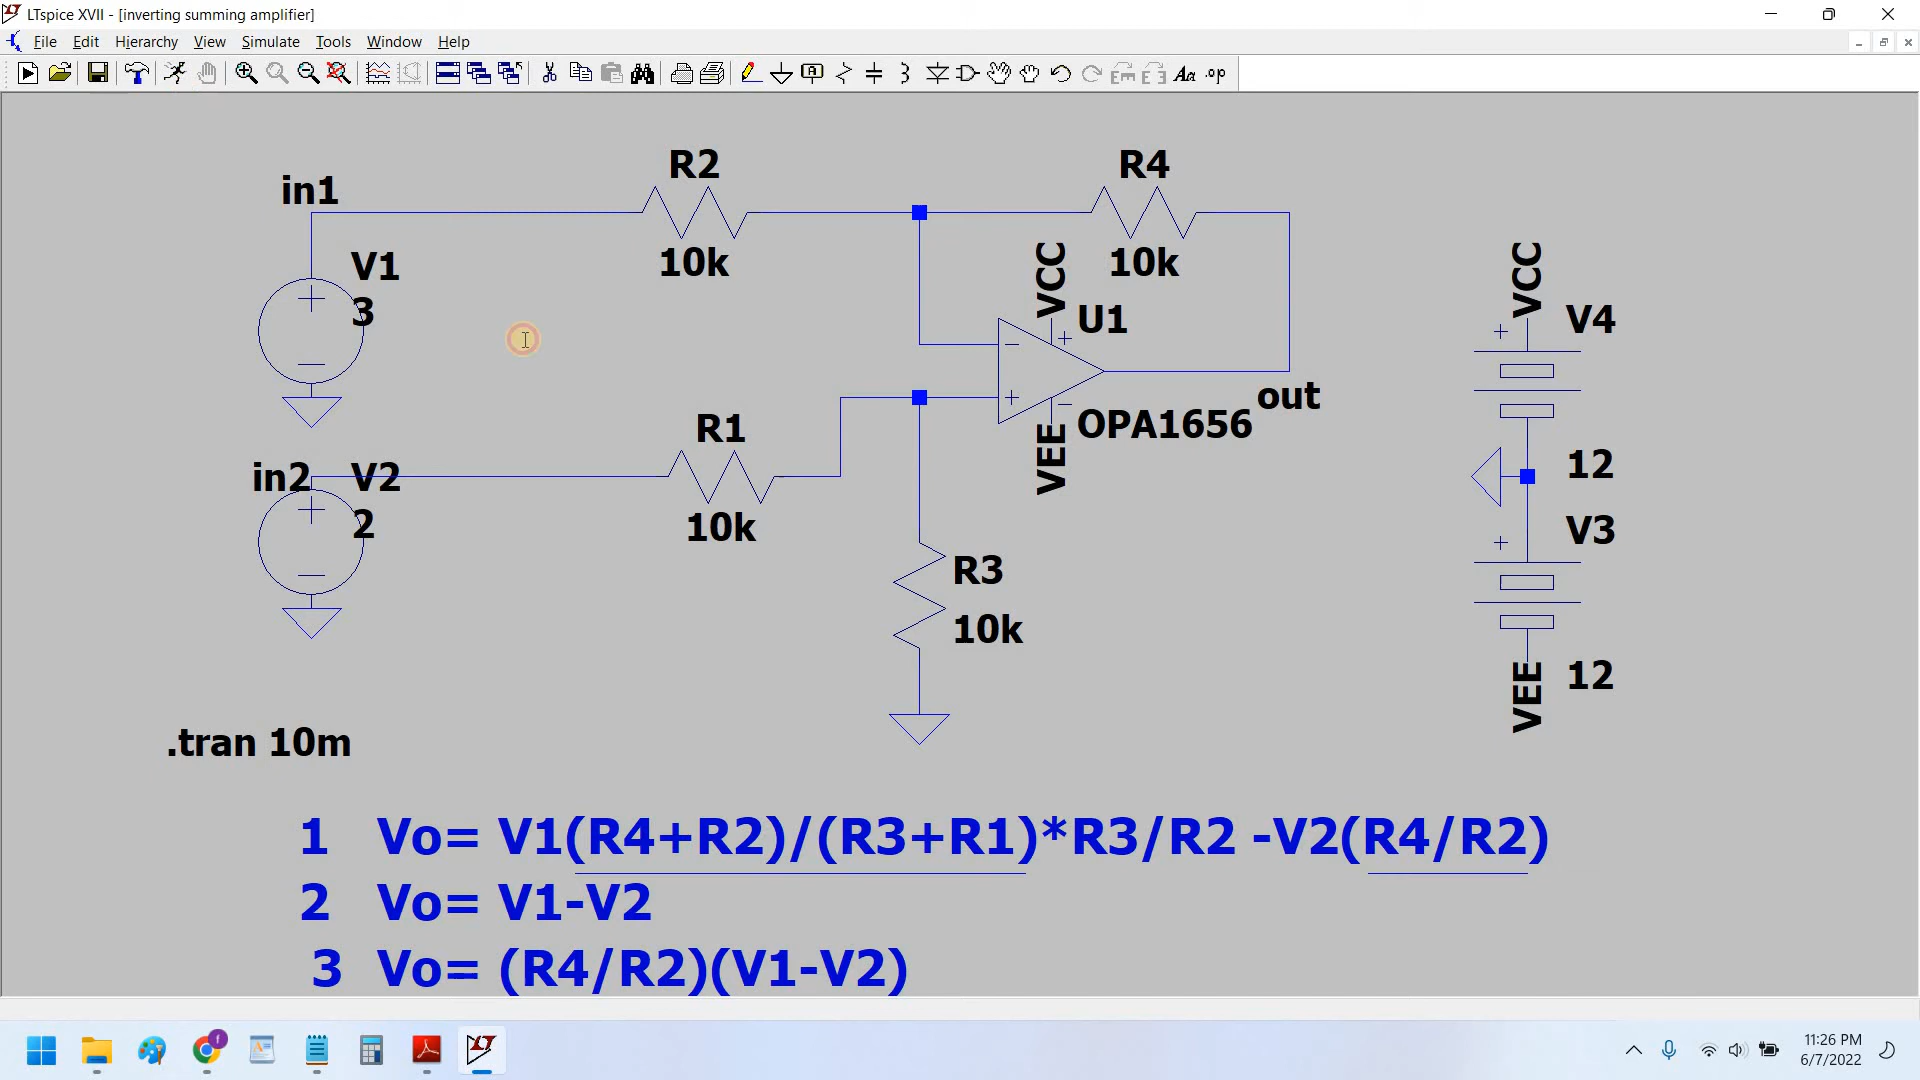 LTspice XVII - [inverting summing amplifier]
File Edit Hierarchy View Simulate Tools Window Help
R2
R4
in1
10k
10k
VCC
VCC
V1
3
U1
V4
out
R1
OPA1656
VEE
12
in2
V2
2
10k
V3
R3
10k
12
VEE
.tran 10m
1 Vo= V1(R4+R2)/(R3+R1)*R3/R2 -V2(R4/R2)
2 Vo= V1-V2
3 Vo= (R4/R2)(V1-V2)
11:26 PM
6/7/2022